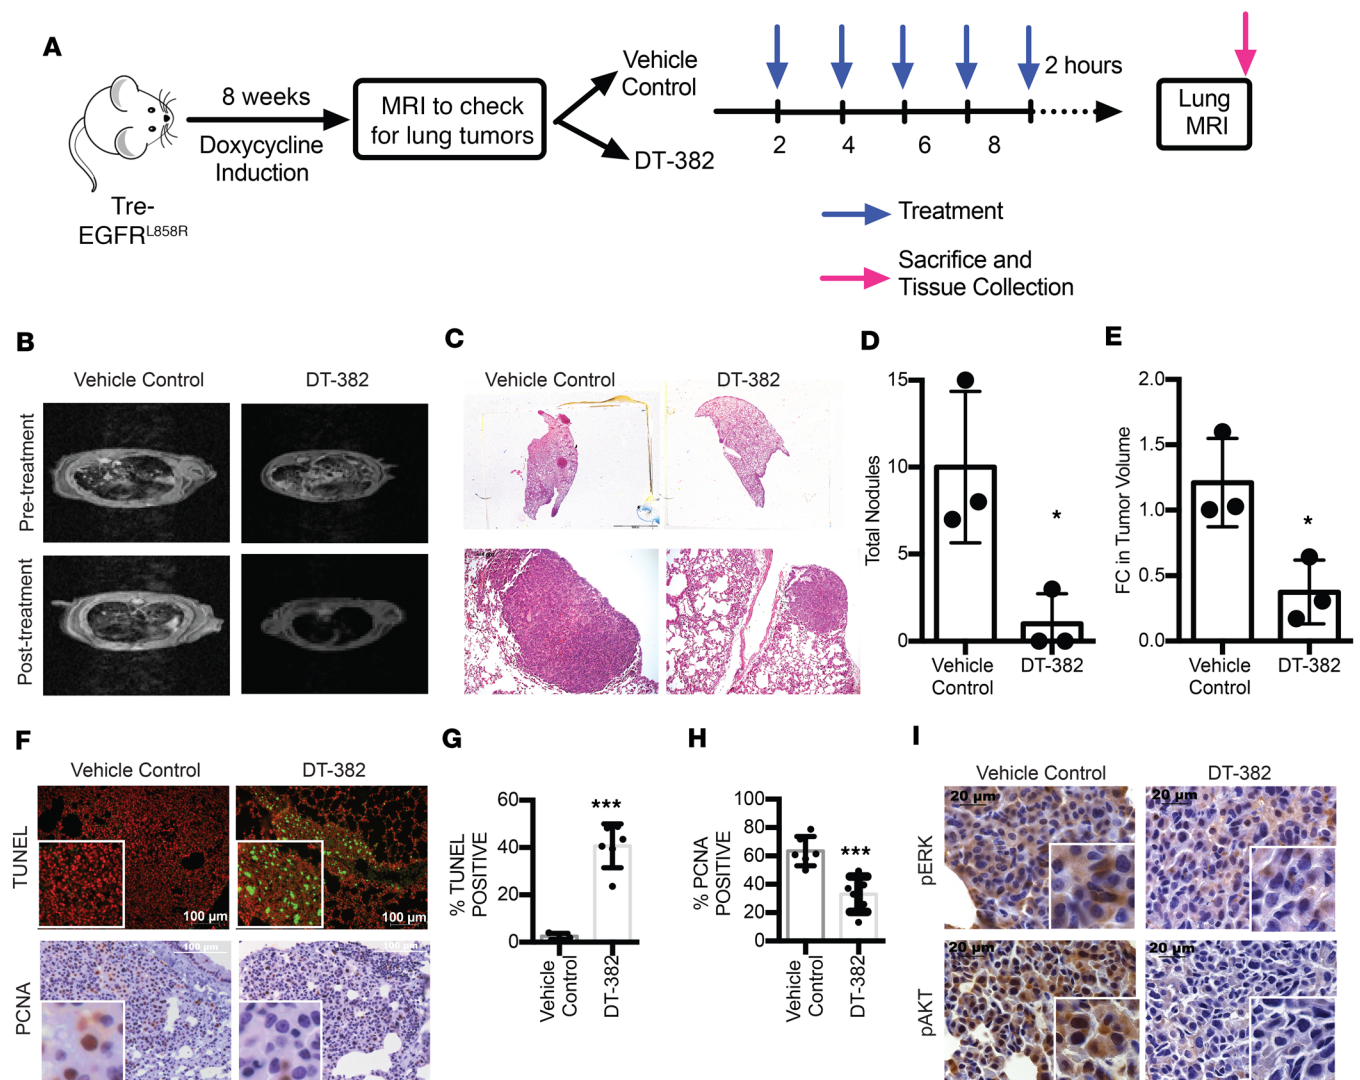 A
8 weeks
Doxycycline
Induction
Tre-
EGFRL858R
MRI to check
for lung tumors
Vehicle
Control
DT-382
2 hours
2 4 6 8
Lung
MRI
Treatment
Sacrifice and
Tissue Collection
B
Vehicle Control DT-382
Pre-treatment
Post-treatment
C
Vehicle Control DT-382
D
Total Nodules
15
10
5
0
*
Vehicle
Control
DT-382
E
FC in Tumor Volume
2.0
1.5
1.0
0.5
0.0
*
Vehicle
Control
DT-382
F
Vehicle Control DT-382
TUNEL
100 µm 100 µm
PCNA
100 µm 100 µm
G
% TUNEL
POSITIVE
60
40
20
0
***
Vehicle
Control
DT-382
H
% PCNA
POSITIVE
100
80
60
40
20
0
***
Vehicle
Control
DT-382
I
Vehicle Control DT-382
pERK
20 µm 20 µm
pAKT
20 µm 20 µm